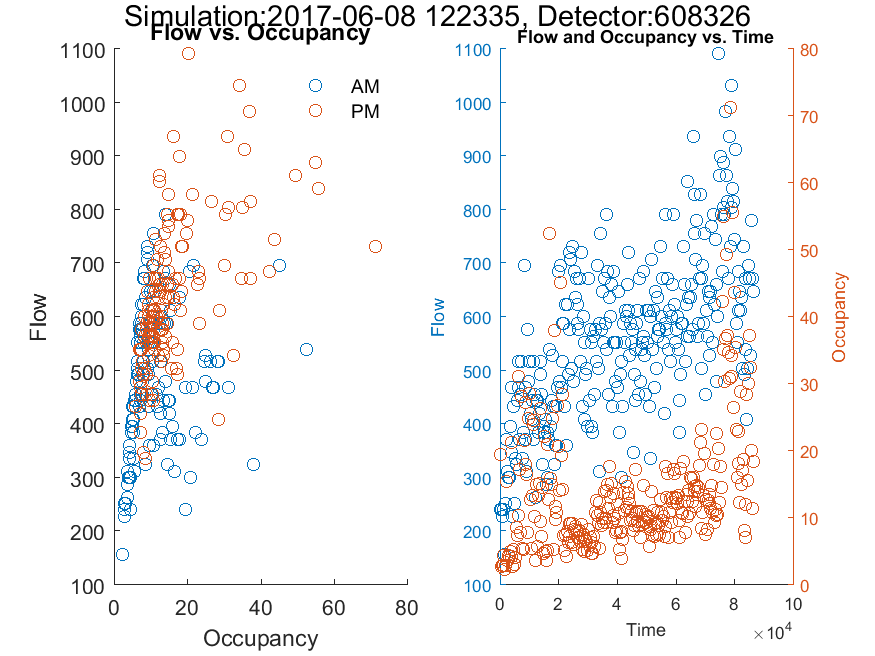 Simulation:2017-06-08 122335, Detector:608326
Flow vs. Occupancy
1100
1000
900
800
700
600
500
400
300
200
100
Flow
0 20 40 60 80
Occupancy
AM
PM
Flow and Occupancy vs. Time
1100
1000
900
800
700
600
500
400
300
200
100
Flow
0 2 4 6 8 10
×10^4
Time
80
70
60
50
40
30
20
10
0
Occupancy